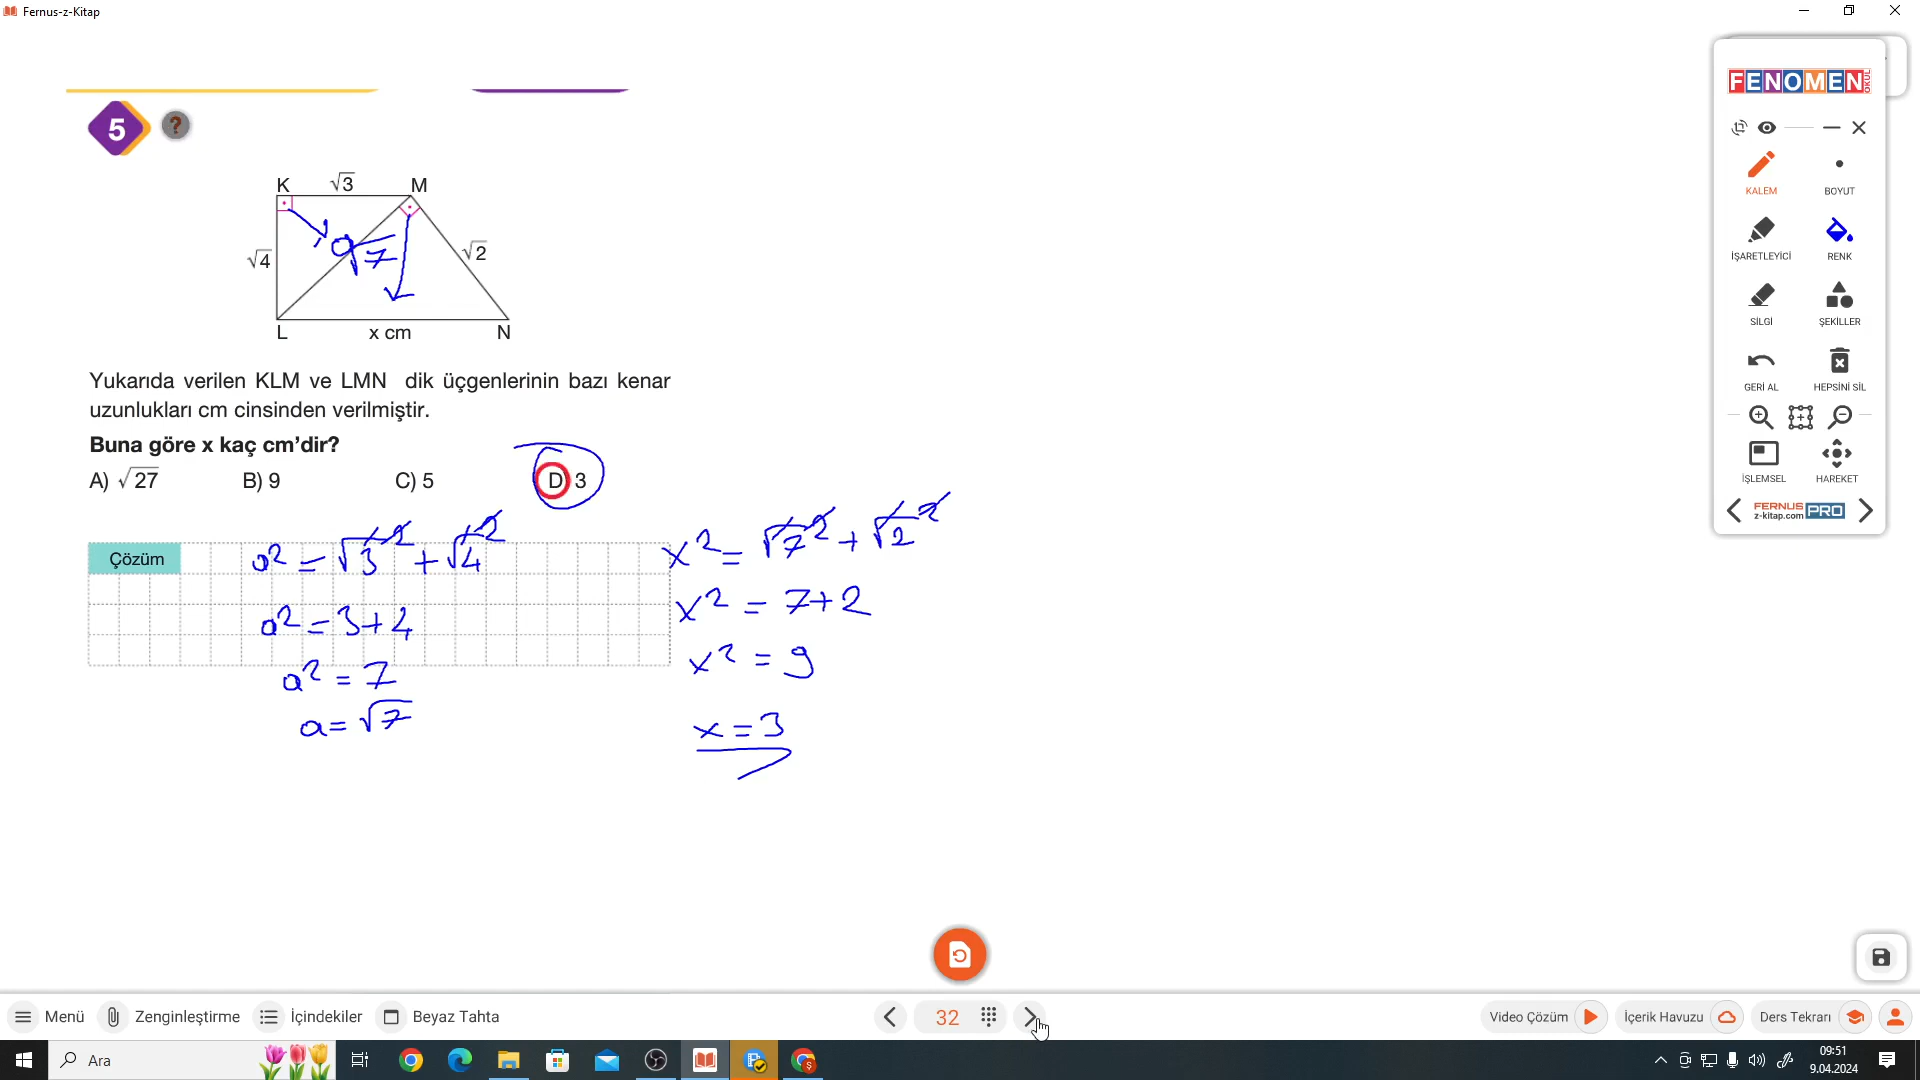 Fernus-z-Kitap
5
?
K √3 M
√4 √7 √2
L x cm N
Yukarıda verilen KLM ve LMN dik üçgenlerinin bazı kenar
uzunlukları cm cinsinden verilmiştir.
Buna göre x kaç cm'dir?
A) √27 B) 9 C) 5 D) 3
Çözüm
a² = √3² + √4²
a² = 3+4
a² = 7
a = √7
x² = √7² + √2²
x² = 7+2
x² = 9
x = 3
FENOMEN OKUL
KALEM BOYUT
İŞARETLEYİCİ RENK
SİLGİ ŞEKİLLER
GERİ AL HEPSİNİ SİL
İŞLEMSEL HAREKET
FERNUS z-kitap.com PRO
Menü Zenginleştirme İçindekiler Beyaz Tahta 32 Video Çözüm İçerik Havuzu Ders Tekrarı
Ara
09:51
9.04.2024